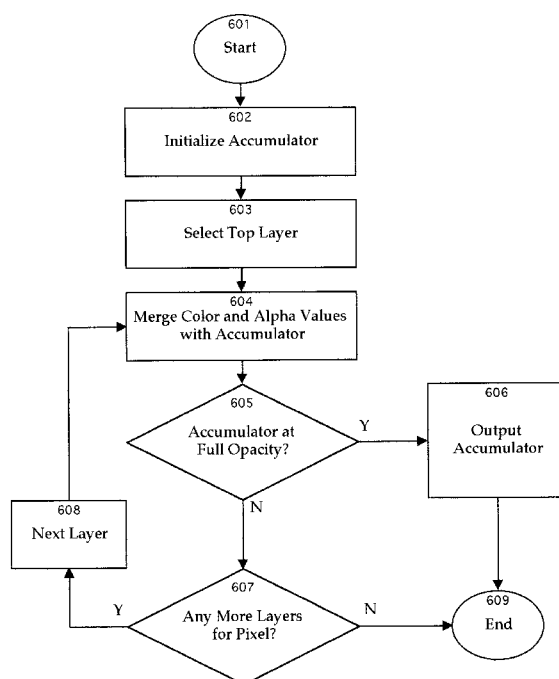 601
Start
602
Initialize Accumulator
603
Select Top Layer
604
Merge Color and Alpha Values
with Accumulator
605
Accumulator at
Full Opacity?
Y
606
Output
Accumulator
N
608
Next Layer
607
Any More Layers
for Pixel?
Y
N
609
End